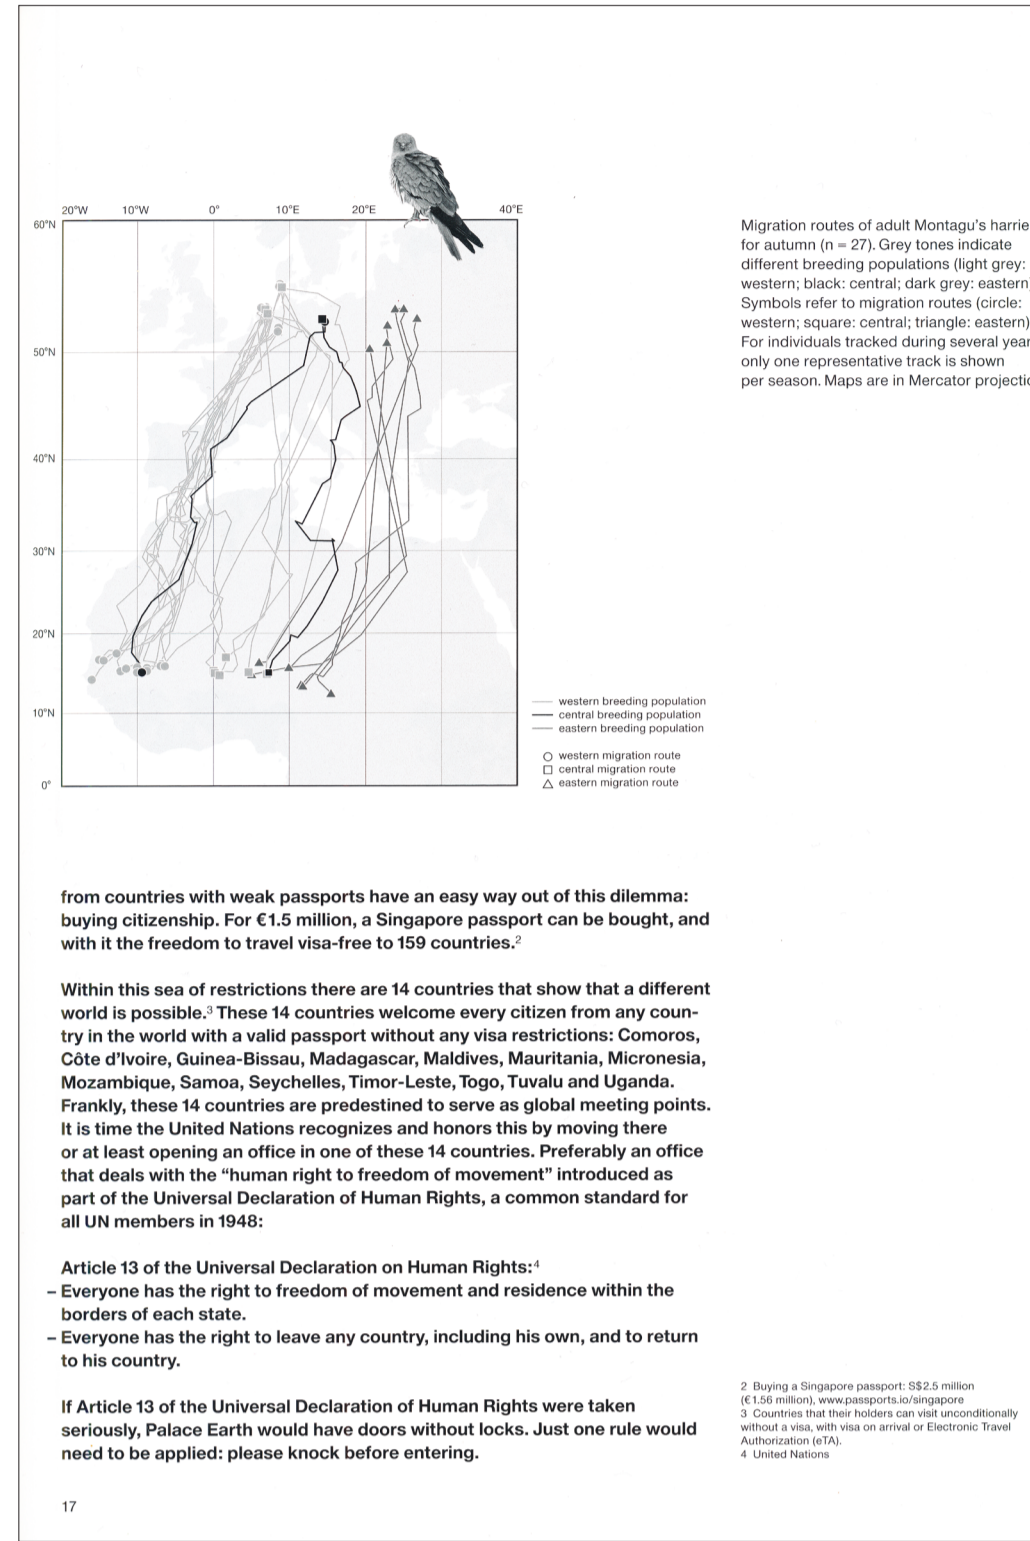 20°W 10°W 0° 10°E 20°E 40°E
60°N
50°N
40°N
30°N
20°N
10°N
0°
western breeding population
central breeding population
eastern breeding population
western migration route
central migration route
eastern migration route
Migration routes of adult Montagu's harrie
for autumn (n = 27). Grey tones indicate
different breeding populations (light grey:
western; black: central; dark grey: eastern
Symbols refer to migration routes (circle:
western; square: central; triangle: eastern)
For individuals tracked during several year
only one representative track is shown
per season. Maps are in Mercator projectio
from countries with weak passports have an easy way out of this dilemma:
buying citizenship. For €1.5 million, a Singapore passport can be bought, and
with it the freedom to travel visa-free to 159 countries.2
Within this sea of restrictions there are 14 countries that show that a different
world is possible.3 These 14 countries welcome every citizen from any coun-
try in the world with a valid passport without any visa restrictions: Comoros,
Côte d'Ivoire, Guinea-Bissau, Madagascar, Maldives, Mauritania, Micronesia,
Mozambique, Samoa, Seychelles, Timor-Leste, Togo, Tuvalu and Uganda.
Frankly, these 14 countries are predestined to serve as global meeting points.
It is time the United Nations recognizes and honors this by moving there
or at least opening an office in one of these 14 countries. Preferably an office
that deals with the “human right to freedom of movement” introduced as
part of the Universal Declaration of Human Rights, a common standard for
all UN members in 1948:
Article 13 of the Universal Declaration on Human Rights:4
– Everyone has the right to freedom of movement and residence within the
borders of each state.
– Everyone has the right to leave any country, including his own, and to return
to his country.
If Article 13 of the Universal Declaration of Human Rights were taken
seriously, Palace Earth would have doors without locks. Just one rule would
need to be applied: please knock before entering.
2 Buying a Singapore passport: S$2.5 million
(€1.56 million), www.passports.io/singapore
3 Countries that their holders can visit unconditionally
without a visa, with visa on arrival or Electronic Travel
Authorization (eTA).
4 United Nations
17